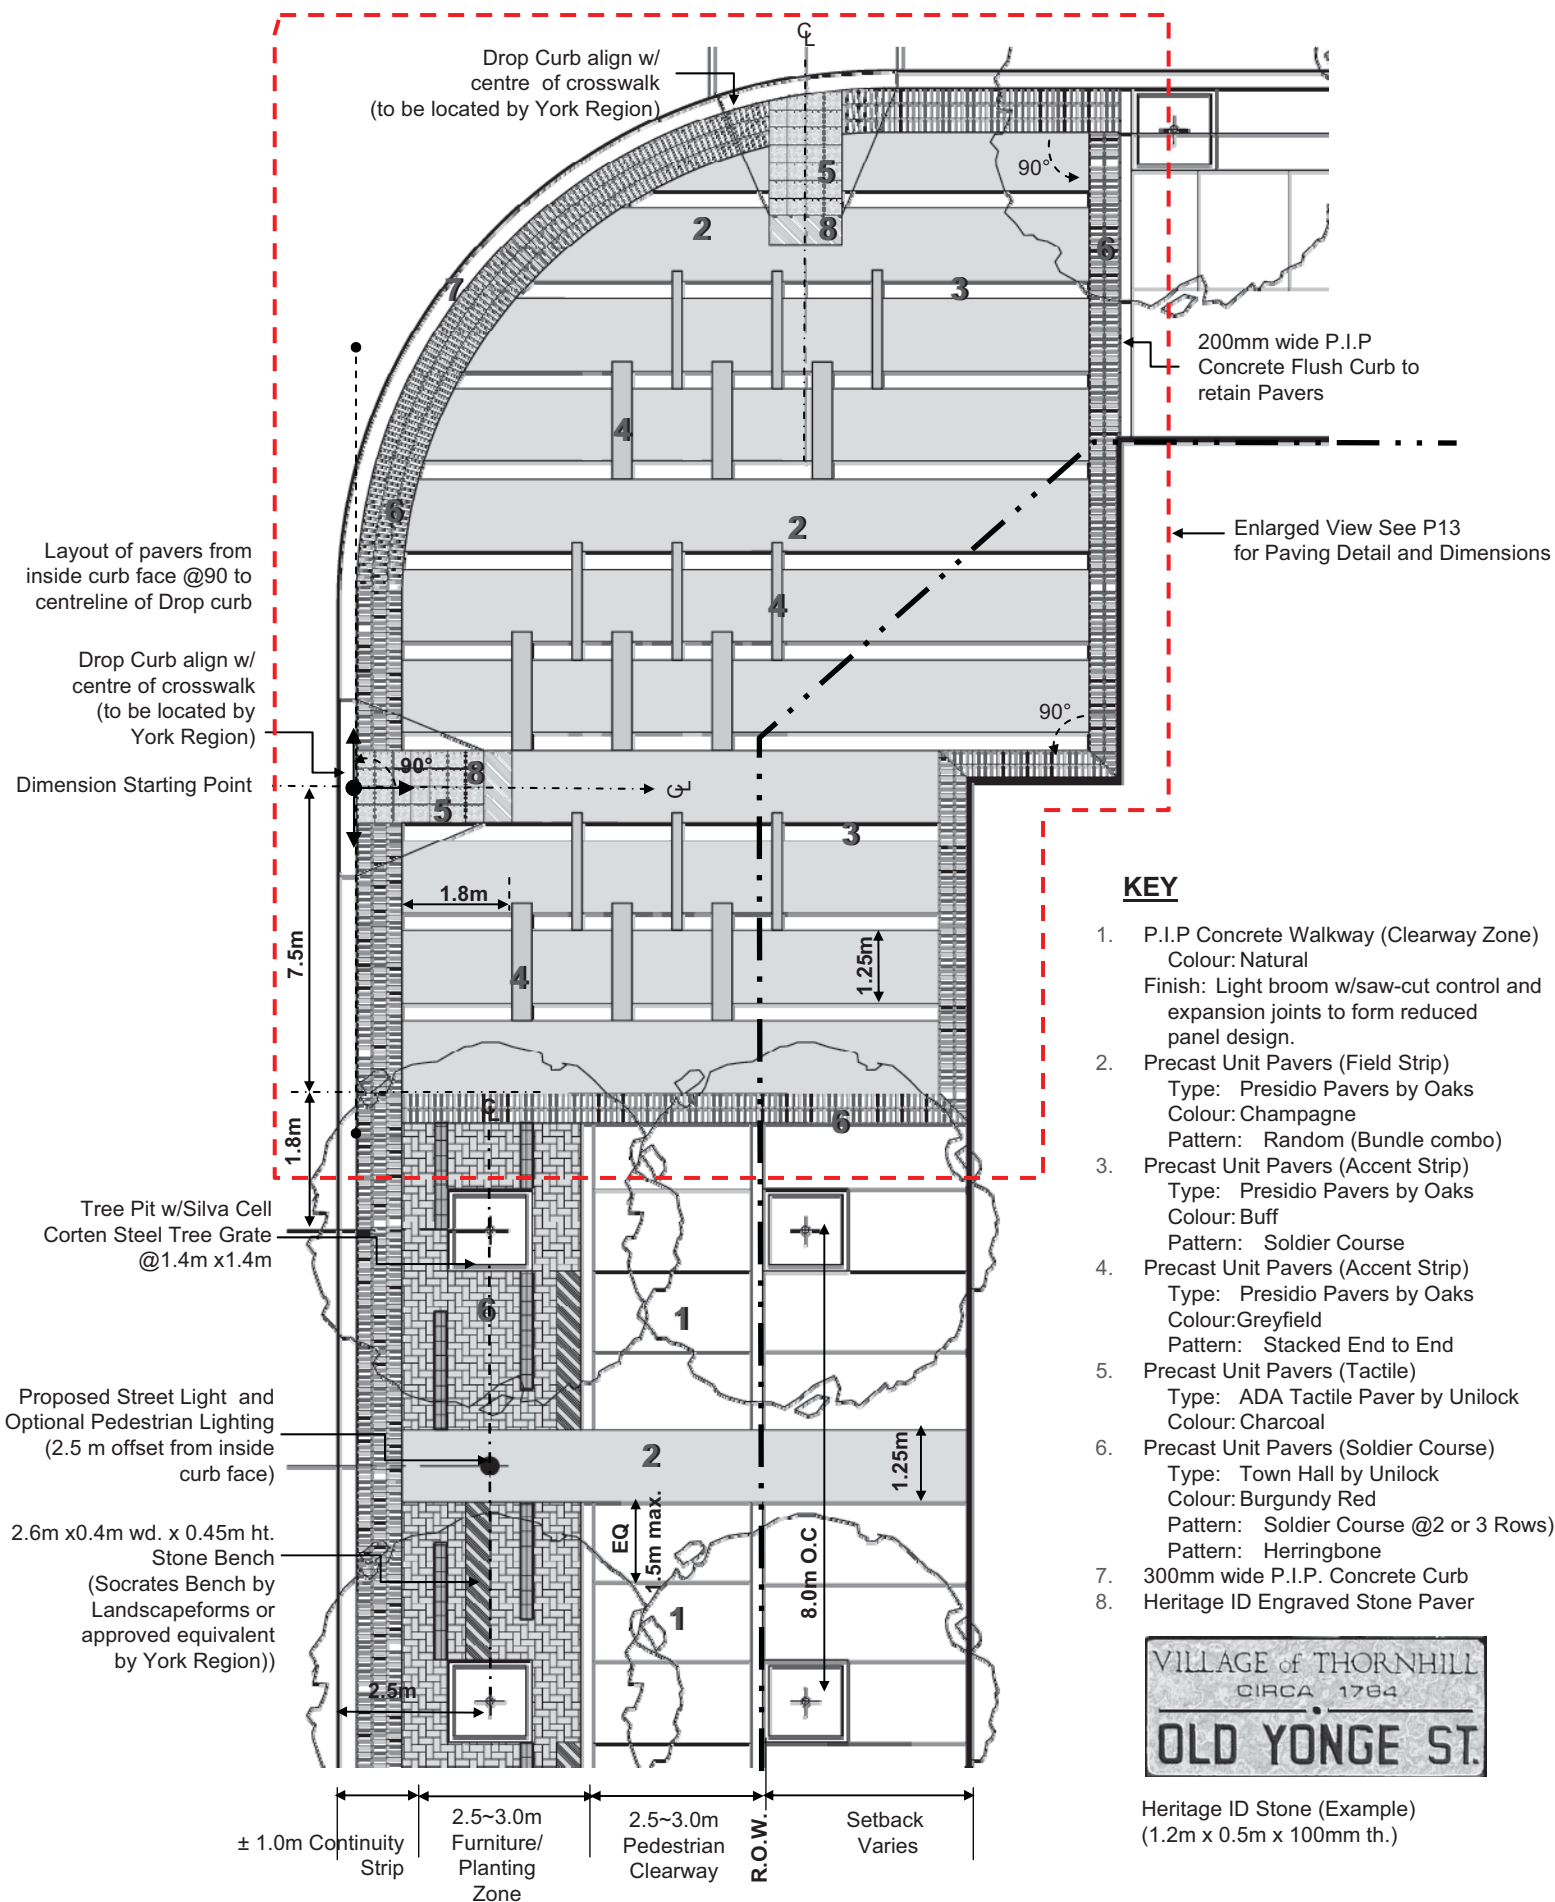 CL
Drop Curb align w/
centre of crosswalk
(to be located by York Region)
90°
5
2
8
6
7
3
200mm wide P.I.P
Concrete Flush Curb to
retain Pavers
4
6
2
Enlarged View See P13
for Paving Detail and Dimensions
Layout of pavers from
inside curb face @90 to
centreline of Drop curb
4
Drop Curb align w/
centre of crosswalk
(to be located by
York Region)
90°
90°
8
Dimension Starting Point
CL
5
3
1.8m
7.5m
4
1.25m
CL
6
1.8m
Tree Pit w/Silva Cell
Corten Steel Tree Grate
@1.4m x1.4m
6
1
Proposed Street Light and
Optional Pedestrian Lighting
(2.5 m offset from inside
curb face)
2
1.25m
2.6m x0.4m wd. x 0.45m ht.
Stone Bench
(Socrates Bench by
Landscapeforms or
approved equivalent
by York Region))
EQ
1.5m max.
8.0m O.C
1
2.5m
± 1.0m Continuity
Strip
2.5~3.0m
Furniture/
Planting
Zone
2.5~3.0m
Pedestrian
Clearway
R.O.W.
Setback
Varies
KEY
1. P.I.P Concrete Walkway (Clearway Zone)
Colour: Natural
Finish: Light broom w/saw-cut control and
expansion joints to form reduced
panel design.
2. Precast Unit Pavers (Field Strip)
Type: Presidio Pavers by Oaks
Colour: Champagne
Pattern: Random (Bundle combo)
3. Precast Unit Pavers (Accent Strip)
Type: Presidio Pavers by Oaks
Colour: Buff
Pattern: Soldier Course
4. Precast Unit Pavers (Accent Strip)
Type: Presidio Pavers by Oaks
Colour:Greyfield
Pattern: Stacked End to End
5. Precast Unit Pavers (Tactile)
Type: ADA Tactile Paver by Unilock
Colour: Charcoal
6. Precast Unit Pavers (Soldier Course)
Type: Town Hall by Unilock
Colour: Burgundy Red
Pattern: Soldier Course @2 or 3 Rows)
Pattern: Herringbone
7. 300mm wide P.I.P. Concrete Curb
8. Heritage ID Engraved Stone Paver
VILLAGE of THORNHILL
CIRCA 1784
OLD YONGE ST.
Heritage ID Stone (Example)
(1.2m x 0.5m x 100mm th.)